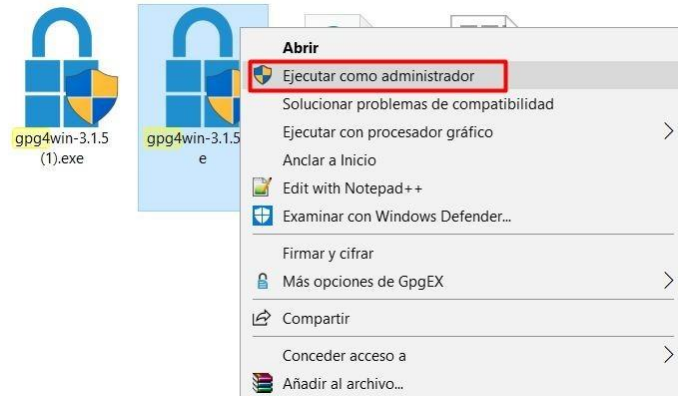 gpg4win-3.1.5
(1).exe
gpg4win-3.1.5
e
Abrir
Ejecutar como administrador
Solucionar problemas de compatibilidad
Ejecutar con procesador gráfico
Anclar a Inicio
Edit with Notepad++
Examinar con Windows Defender...
Firmar y cifrar
Más opciones de GpgEX
Compartir
Conceder acceso a
Añadir al archivo...